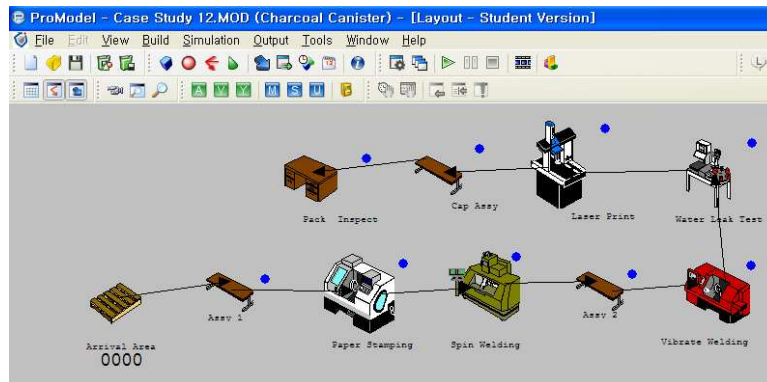 ProModel - Case Study 12.MOD (Charcoal Canister) - [Layout - Student Version]
File Edit View Build Simulation Output Tools Window Help
Pack Inspect
Cap Assy
Laser Print
Water Leak Test
Arrival Area
0000
Assy 1
Paper Stamping
Spin Welding
Assy 2
Vibrate Welding